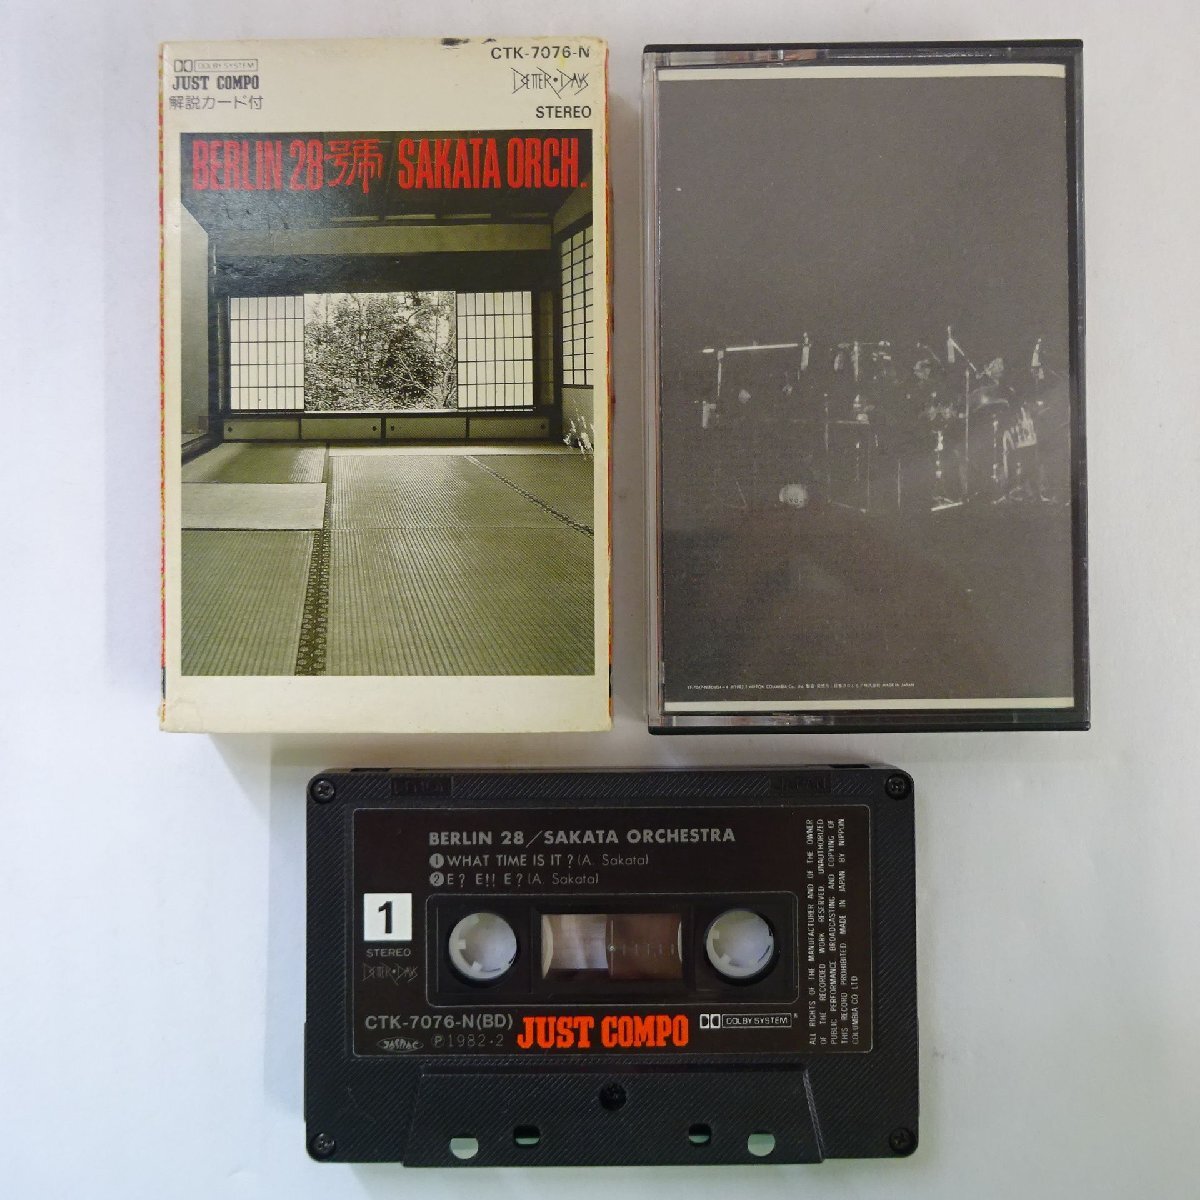 DOLBY SYSTEM
JUST COMPO
解説カード付
CTK-7076-N
BETTER・DAYS
STEREO
BERLIN 28號/SAKATA ORCH.
JAPAN
BERLIN 28/SAKATA ORCHESTRA
❶WHAT TIME IS IT? (A. Sakata)
❷E? E!! E? (A. Sakata)
1
STEREO
BETTER・DAYS
CTK-7076-N(BD)
JASRAC
Ⓟ1982・2
JUST COMPO
DOLBY SYSTEM
ALL RIGHTS OF THE MANUFACTURER AND OF THE OWNER
OF THE RECORDED WORK RESERVED. UNAUTHORIZED
PUBLIC PERFORMANCE BROADCASTING AND COPYING OF
THIS RECORD PROHIBITED. MADE IN JAPAN BY NIPPON
COLUMBIA CO LTD